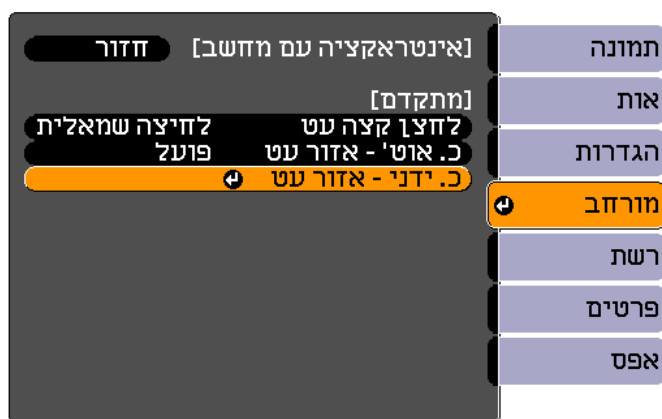 תמונה
אות
הגדרות
מורחב
רשת
פרטים
אפס
[אינטראקציה עם מחשב] חזור
[מתקדם]
לחצן קצה עט לחיצה שמאלית
כ. אוט' - אזור עט פועל
כ. ידני - אזור עט